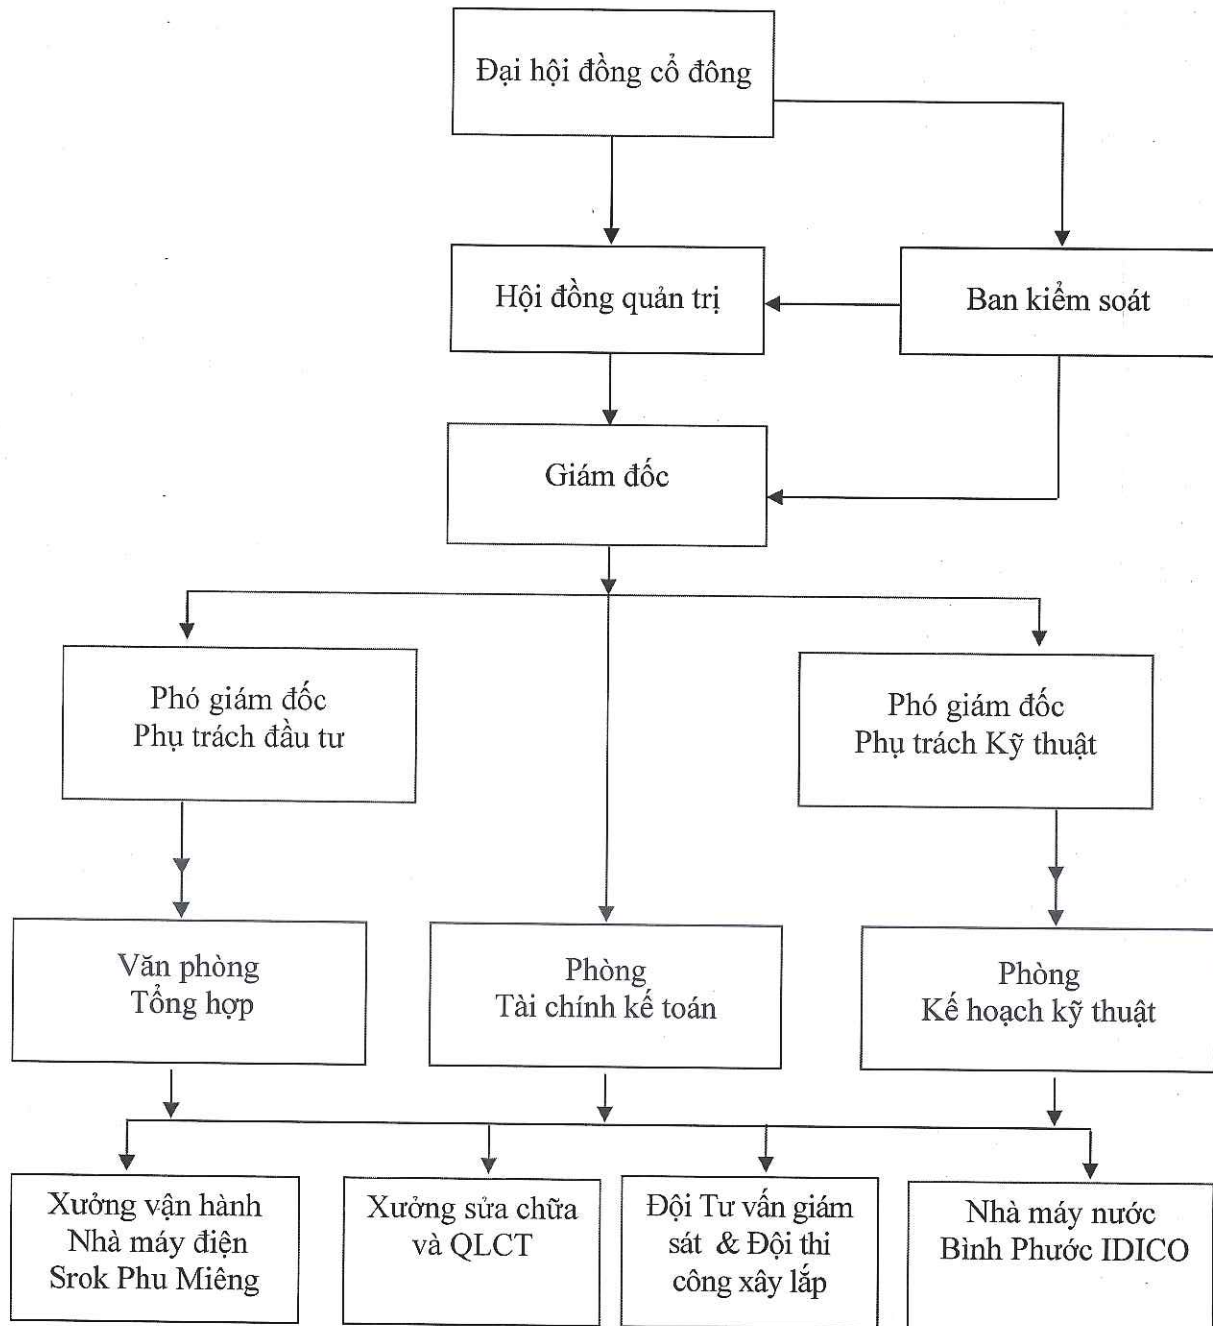 Đại hội đồng cổ đông
Hội đồng quản trị
Ban kiểm soát
Giám đốc
Phó giám đốc
Phụ trách đầu tư
Phó giám đốc
Phụ trách Kỹ thuật
Văn phòng
Tổng hợp
Phòng
Tài chính kế toán
Phòng
Kế hoạch kỹ thuật
Xưởng vận hành
Nhà máy điện
Srok Phu Miêng
Xưởng sửa chữa
và QLCT
Đội Tư vấn giám
sát & Đội thi
công xây lắp
Nhà máy nước
Bình Phước IDICO